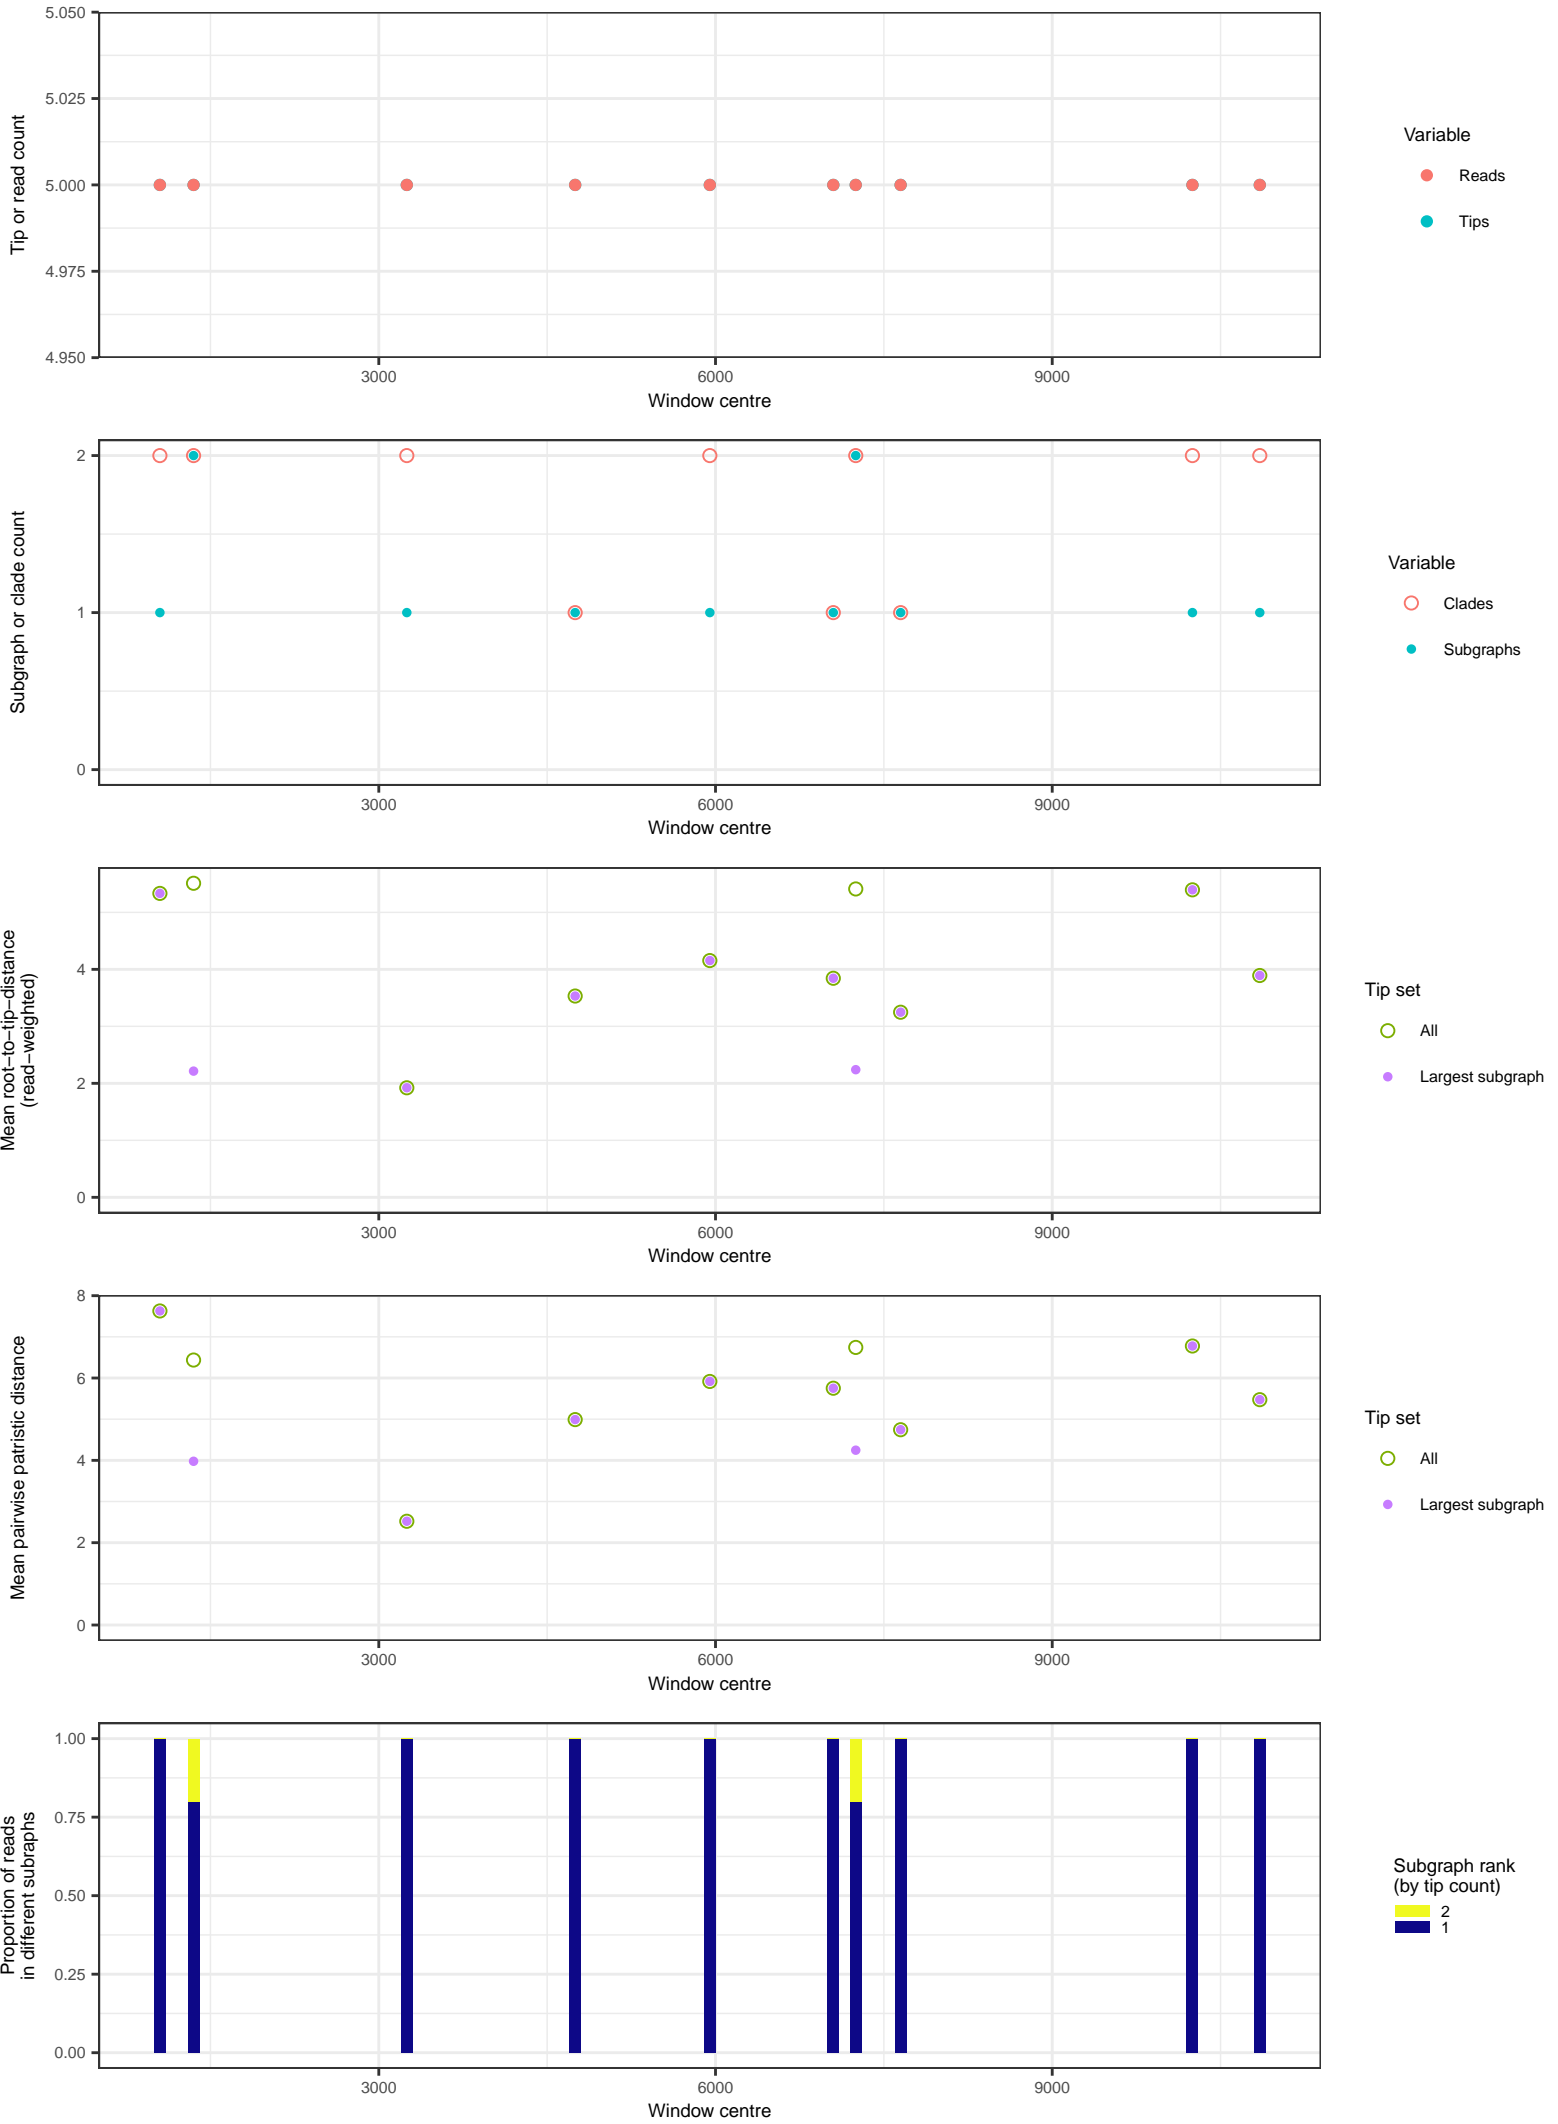 5.050
5.025
5.000
4.975
4.950
Tip or read count
3000 6000 9000
Window centre
Variable
Reads
Tips
2
1
0
Subgraph or clade count
3000 6000 9000
Window centre
Variable
Clades
Subgraphs
4
2
0
Mean root−to−tip−distance
(read−weighted)
3000 6000 9000
Window centre
Tip set
All
Largest subgraph
8
6
4
2
0
Mean pairwise patristic distance
3000 6000 9000
Window centre
Tip set
All
Largest subgraph
1.00
0.75
0.50
0.25
0.00
Proportion of reads
in different subraphs
3000 6000 9000
Window centre
Subgraph rank
(by tip count)
2
1